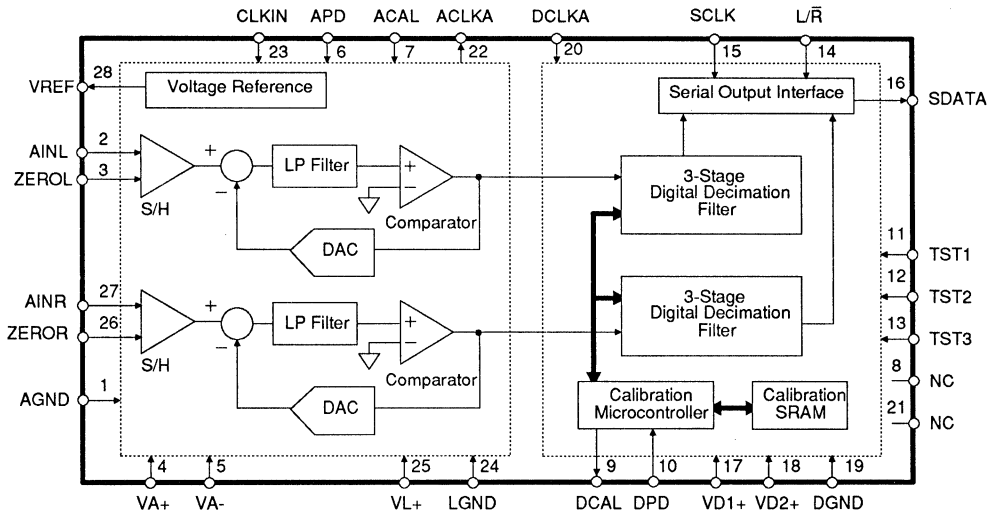 CLKIN APD ACAL ACLKA DCLKA SCLK L/R̅
23 6 7 22 20 15 14
28
VREF
Voltage Reference
Serial Output Interface
16
SDATA
2
AINL
3
ZEROL
+
−
S/H
LP Filter
+
−
Comparator
DAC
3-Stage
Digital Decimation
Filter
11
TST1
12
TST2
13
TST3
8
NC
21
NC
27
AINR
26
ZEROR
+
−
S/H
LP Filter
+
−
Comparator
DAC
3-Stage
Digital Decimation
Filter
1
AGND
Calibration
Microcontroller
Calibration
SRAM
4 5 25 24 9 10 17 18 19
VA+ VA- VL+ LGND DCAL DPD VD1+ VD2+ DGND